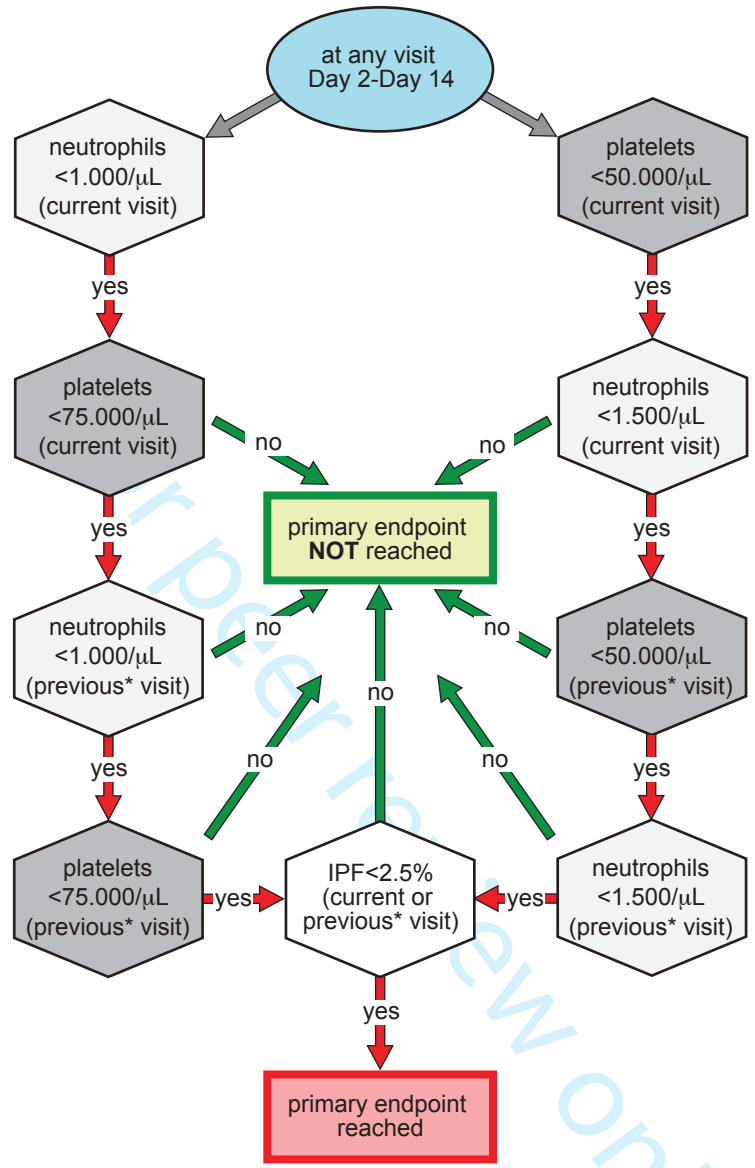 at any visit
Day 2-Day 14
neutrophils
<1.000/μL
(current visit)
platelets
<50.000/μL
(current visit)
yes
yes
platelets
<75.000/μL
(current visit)
neutrophils
<1.500/μL
(current visit)
no
no
yes
yes
primary endpoint
NOT reached
neutrophils
<1.000/μL
(previous* visit)
platelets
<50.000/μL
(previous* visit)
no
no
no
yes
yes
no
no
platelets
<75.000/μL
(previous* visit)
yes
IPF<2.5%
(current or
previous* visit)
yes
neutrophils
<1.500/μL
(previous* visit)
yes
primary endpoint
reached
or peer review on